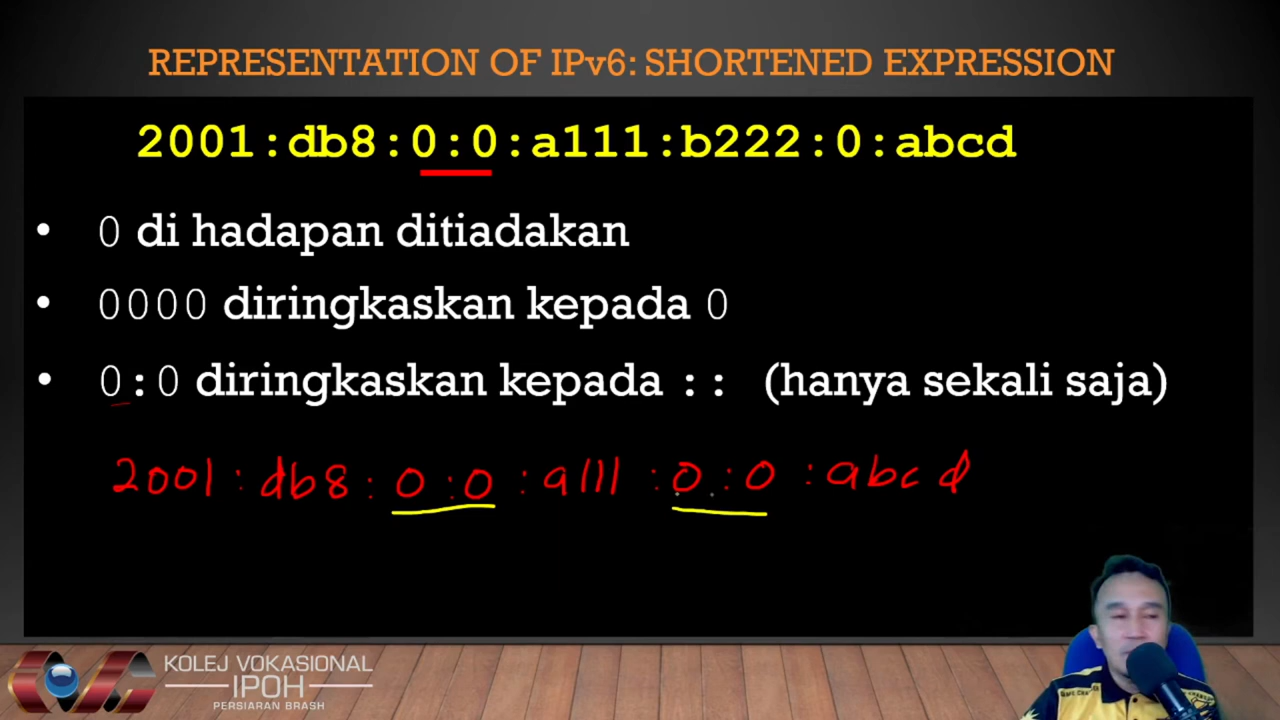 REPRESENTATION OF IPv6: SHORTENED EXPRESSION
2001:db8:0:0:a111:b222:0:abcd
• 0 di hadapan ditiadakan
• 0000 diringkaskan kepada 0
• 0:0 diringkaskan kepada :: (hanya sekali saja)
2001:db8:0:0:a111:0:0:abcd
KOLEJ VOKASIONAL
IPOH
PERSIARAN BRASH